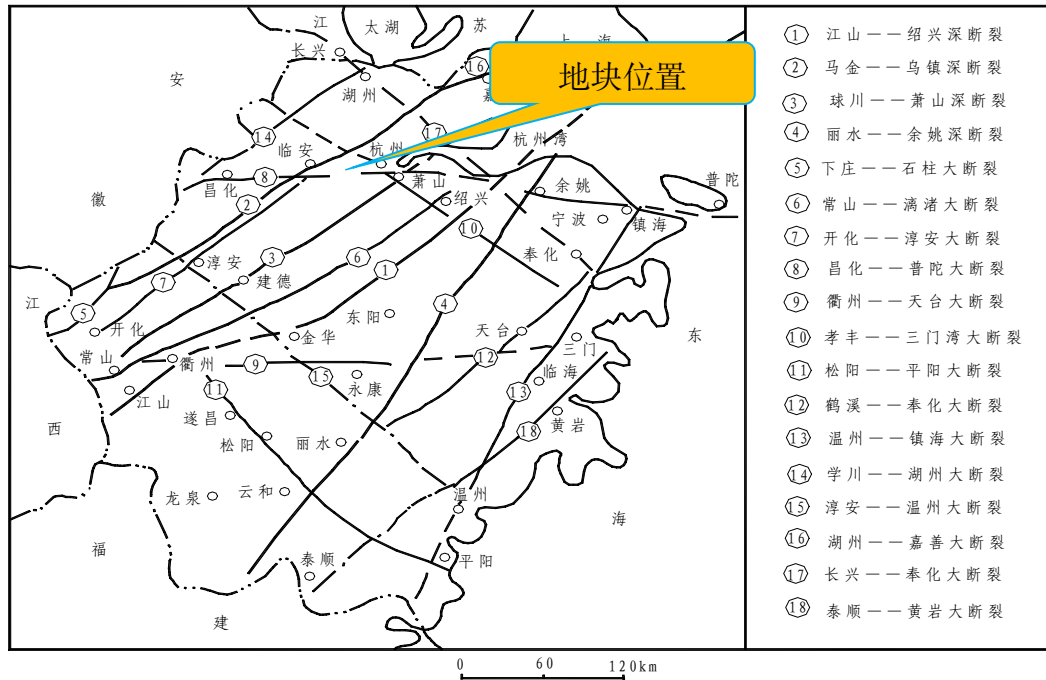 江
太湖
苏
上海
长兴
16
安
湖州
嘉
地块位置
14
17
杭州湾
临安
杭州
8
萧山
徽
昌化
2
余姚
普陀
绍兴
宁波
镇海
10
淳安
3
6
奉化
7
建德
1
江
5
东阳
4
开化
天台
东
金华
常山
衢州
9
12
三门
15
永康
临海
11
13
江山
遂昌
黄岩
西
松阳
丽水
18
龙泉
云和
温州
海
福
泰顺
平阳
建
0 60 120km
1 江山——绍兴深断裂
2 马金——乌镇深断裂
3 球川——萧山深断裂
4 丽水——余姚深断裂
5 下庄——石柱大断裂
6 常山——漓渚大断裂
7 开化——淳安大断裂
8 昌化——普陀大断裂
9 衢州——天台大断裂
10 孝丰——三门湾大断裂
11 松阳——平阳大断裂
12 鹤溪——奉化大断裂
13 温州——镇海大断裂
14 学川——湖州大断裂
15 淳安——温州大断裂
16 湖州——嘉善大断裂
17 长兴——奉化大断裂
18 泰顺——黄岩大断裂